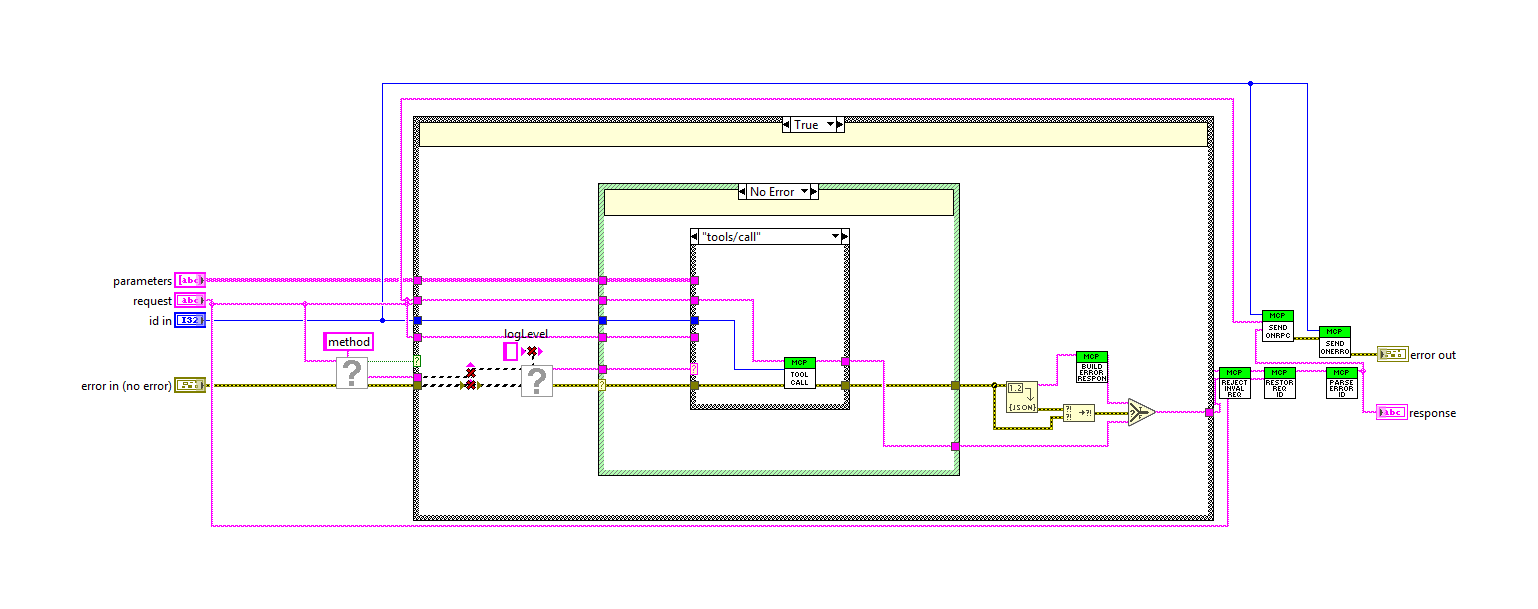 True
No Error
"tools/call"
parameters
[abc]
request
abc
id in
I32
method
?
logLevel
?
error in (no error)
?
?
?
MCP
TOOL
CALL
1.2
{JSON}
MCP
BUILD
ERROR
RESPON
?!
?!
?!
?
T
F
MCP
SEND
ONRPC
MCP
SEND
ONERRO
error out
MCP
REJECT
INVAL
REQ
MCP
RESTOR
REQ
ID
MCP
PARSE
ERROR
ID
abc
response